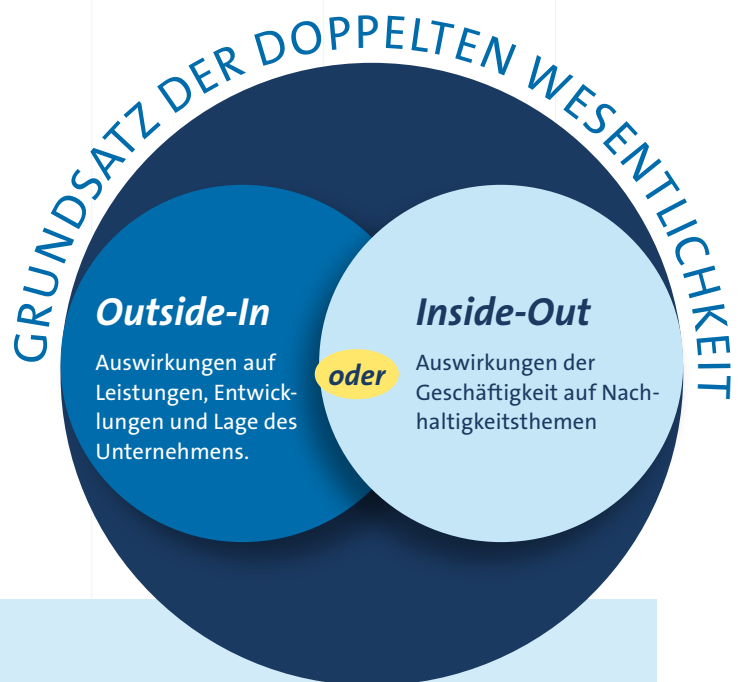 GRUNDSATZ DER DOPPELTEN WESENTLICHKEIT
Outside-In
Auswirkungen auf
Leistungen, Entwick-
lungen und Lage des
Unternehmens.
oder
Inside-Out
Auswirkungen der
Geschäftigkeit auf Nach-
haltigkeitsthemen